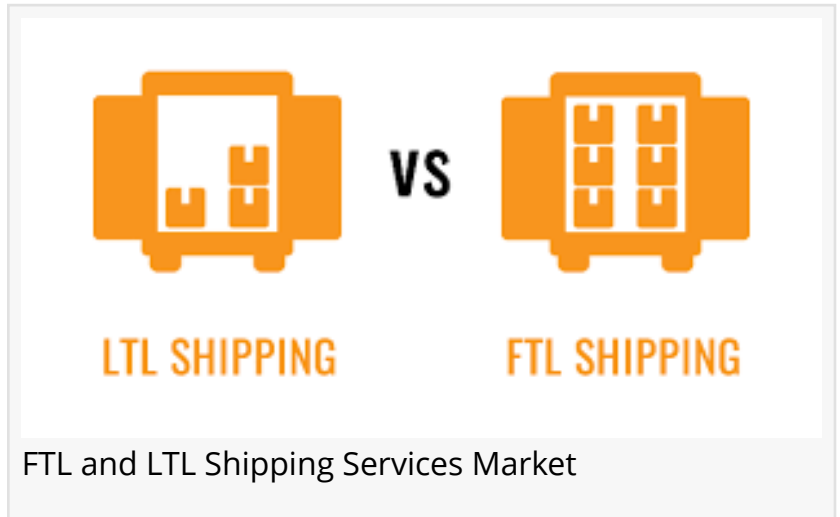 VS
LTL SHIPPING
FTL SHIPPING
FTL and LTL Shipping Services Market